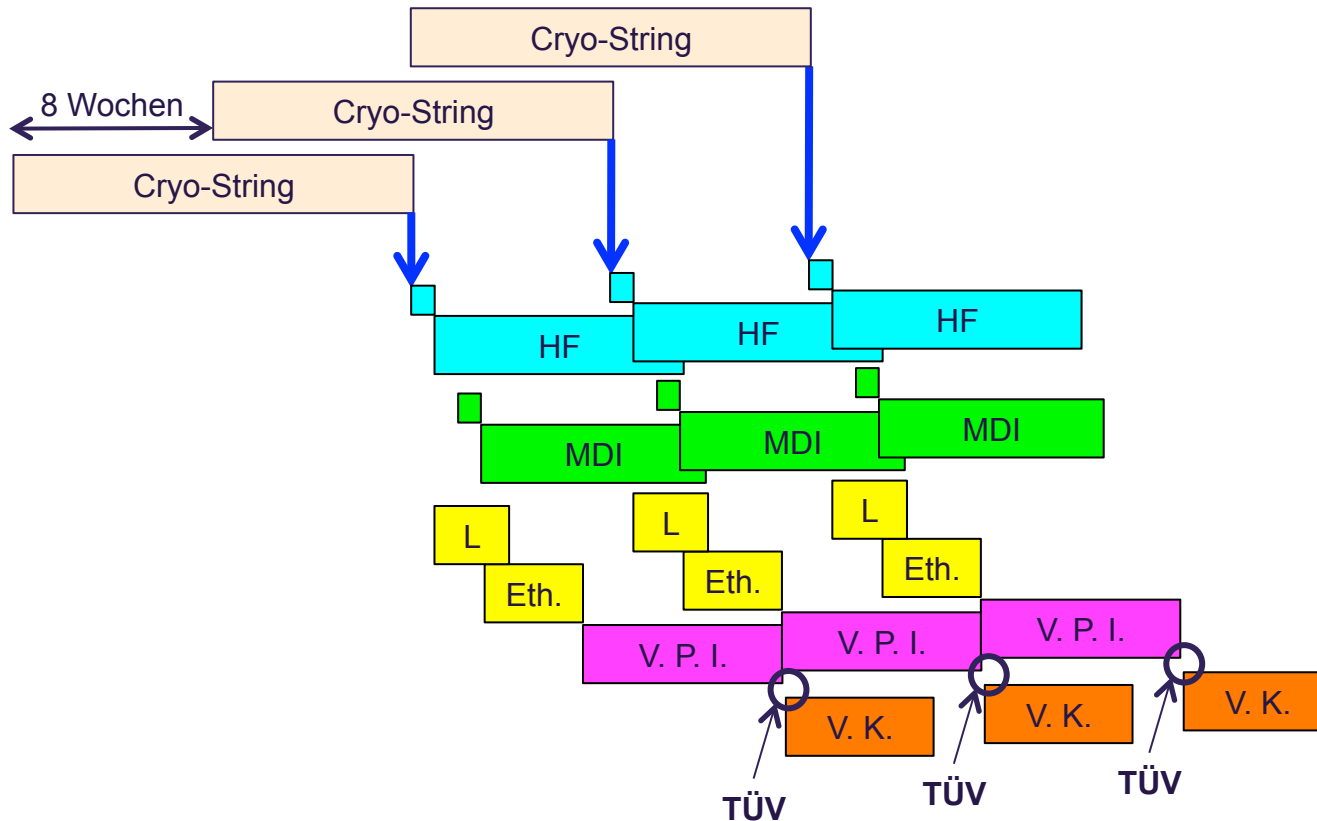 Cryo-String
8 Wochen
Cryo-String
Cryo-String
HF
HF
HF
MDI
MDI
MDI
L
L
L
Eth.
Eth.
Eth.
V. P. I.
V. P. I.
V. P. I.
V. K.
V. K.
V. K.
TÜV
TÜV
TÜV